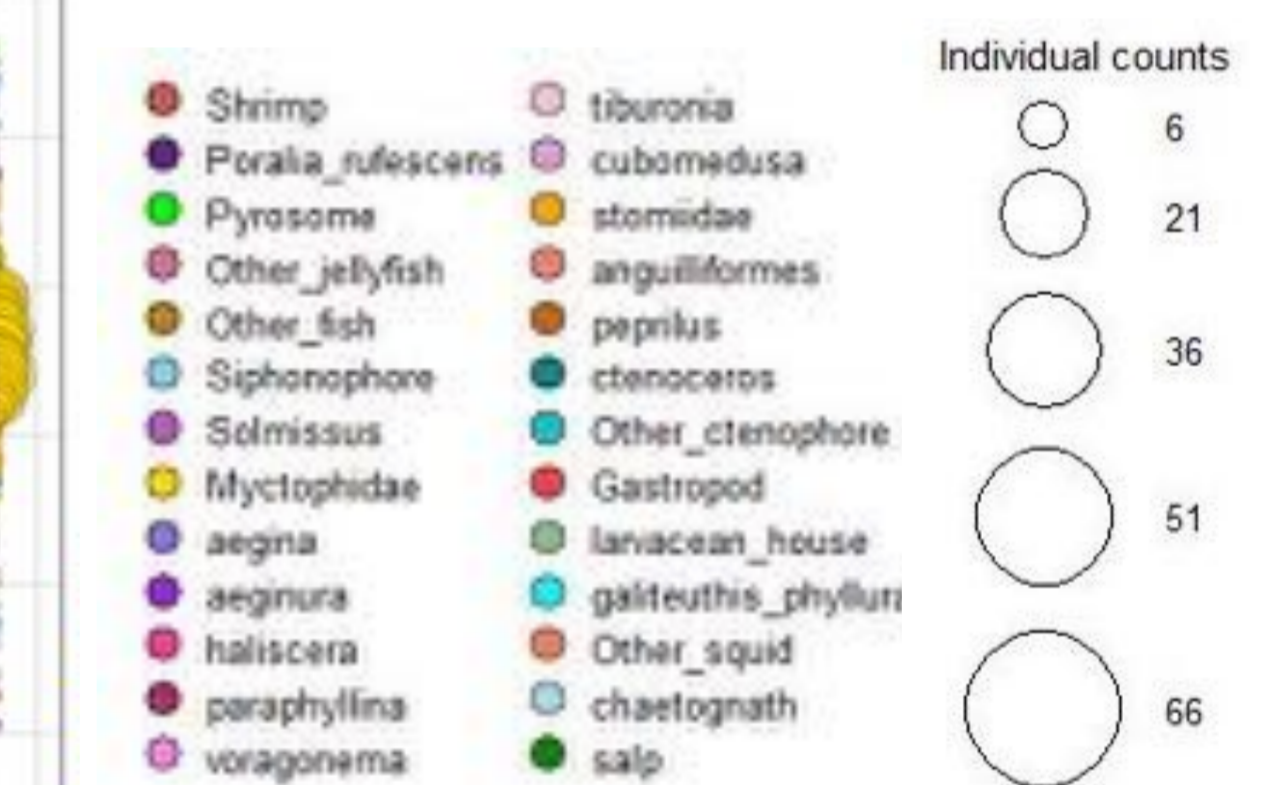 Individual counts
Shrimp
Poralia_rufescens
Pyrosome
Other_jellyfish
Other_fish
Siphonophore
Solmissus
Myctophidae
aegina
aeginura
haliscera
paraphyllina
voragonema
tiburonia
cubomedusa
stomiidae
anguilliformes
peprilus
ctenoceros
Other_ctenophore
Gastropod
larvacean_house
galiteuthis_phyllura
Other_squid
chaetognath
salp
6
21
36
51
66